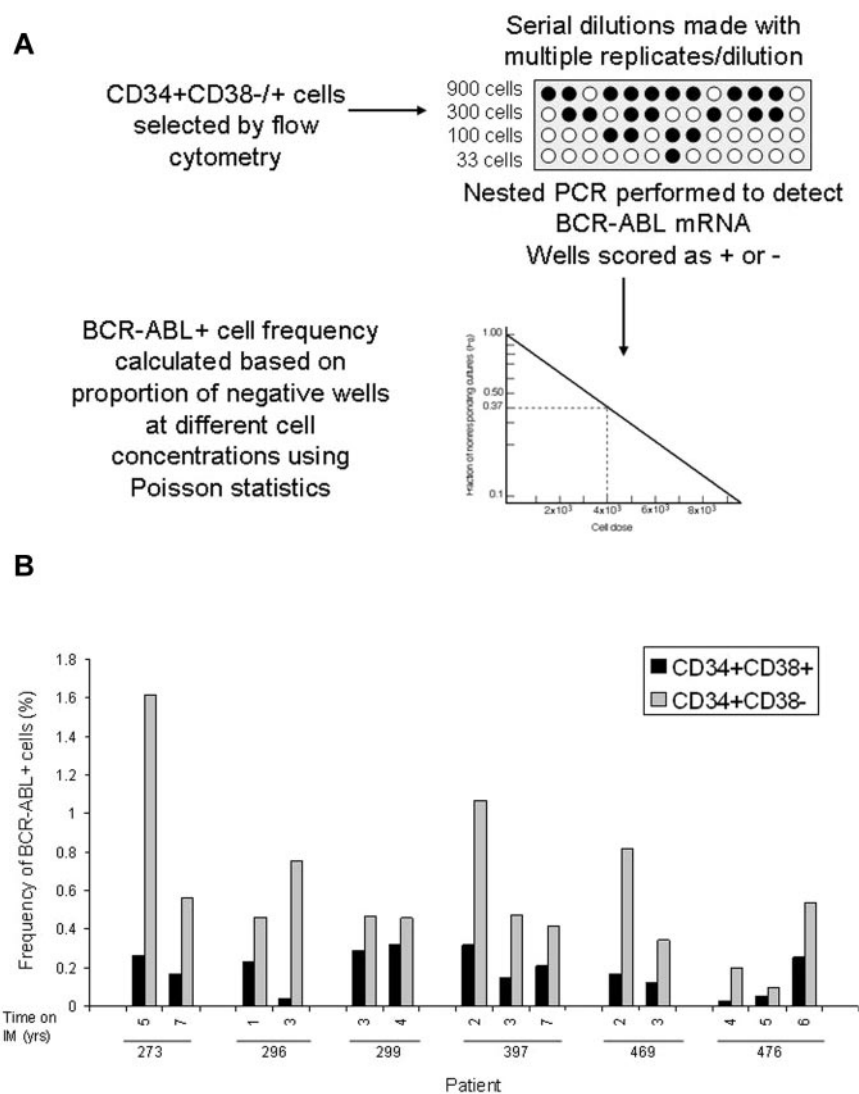 A
CD34+CD38-/+ cells
selected by flow
cytometry
Serial dilutions made with
multiple replicates/dilution
900 cells
300 cells
100 cells
33 cells
Nested PCR performed to detect
BCR-ABL mRNA
Wells scored as + or -
BCR-ABL+ cell frequency
calculated based on
proportion of negative wells
at different cell
concentrations using
Poisson statistics
Fraction of nonresponding cultures
1.00
0.50
0.37
0.1
2x10³ 4x10³ 6x10³ 8x10³
Cell dose
B
Frequency of BCR-ABL+ cells (%)
1.8
1.6
1.4
1.2
1
0.8
0.6
0.4
0.2
0
CD34+CD38+
CD34+CD38-
Time on
IM (yrs)
5 7 1 3 3 4 2 3 7 2 3 4 5 6
273 296 299 397 469 476
Patient